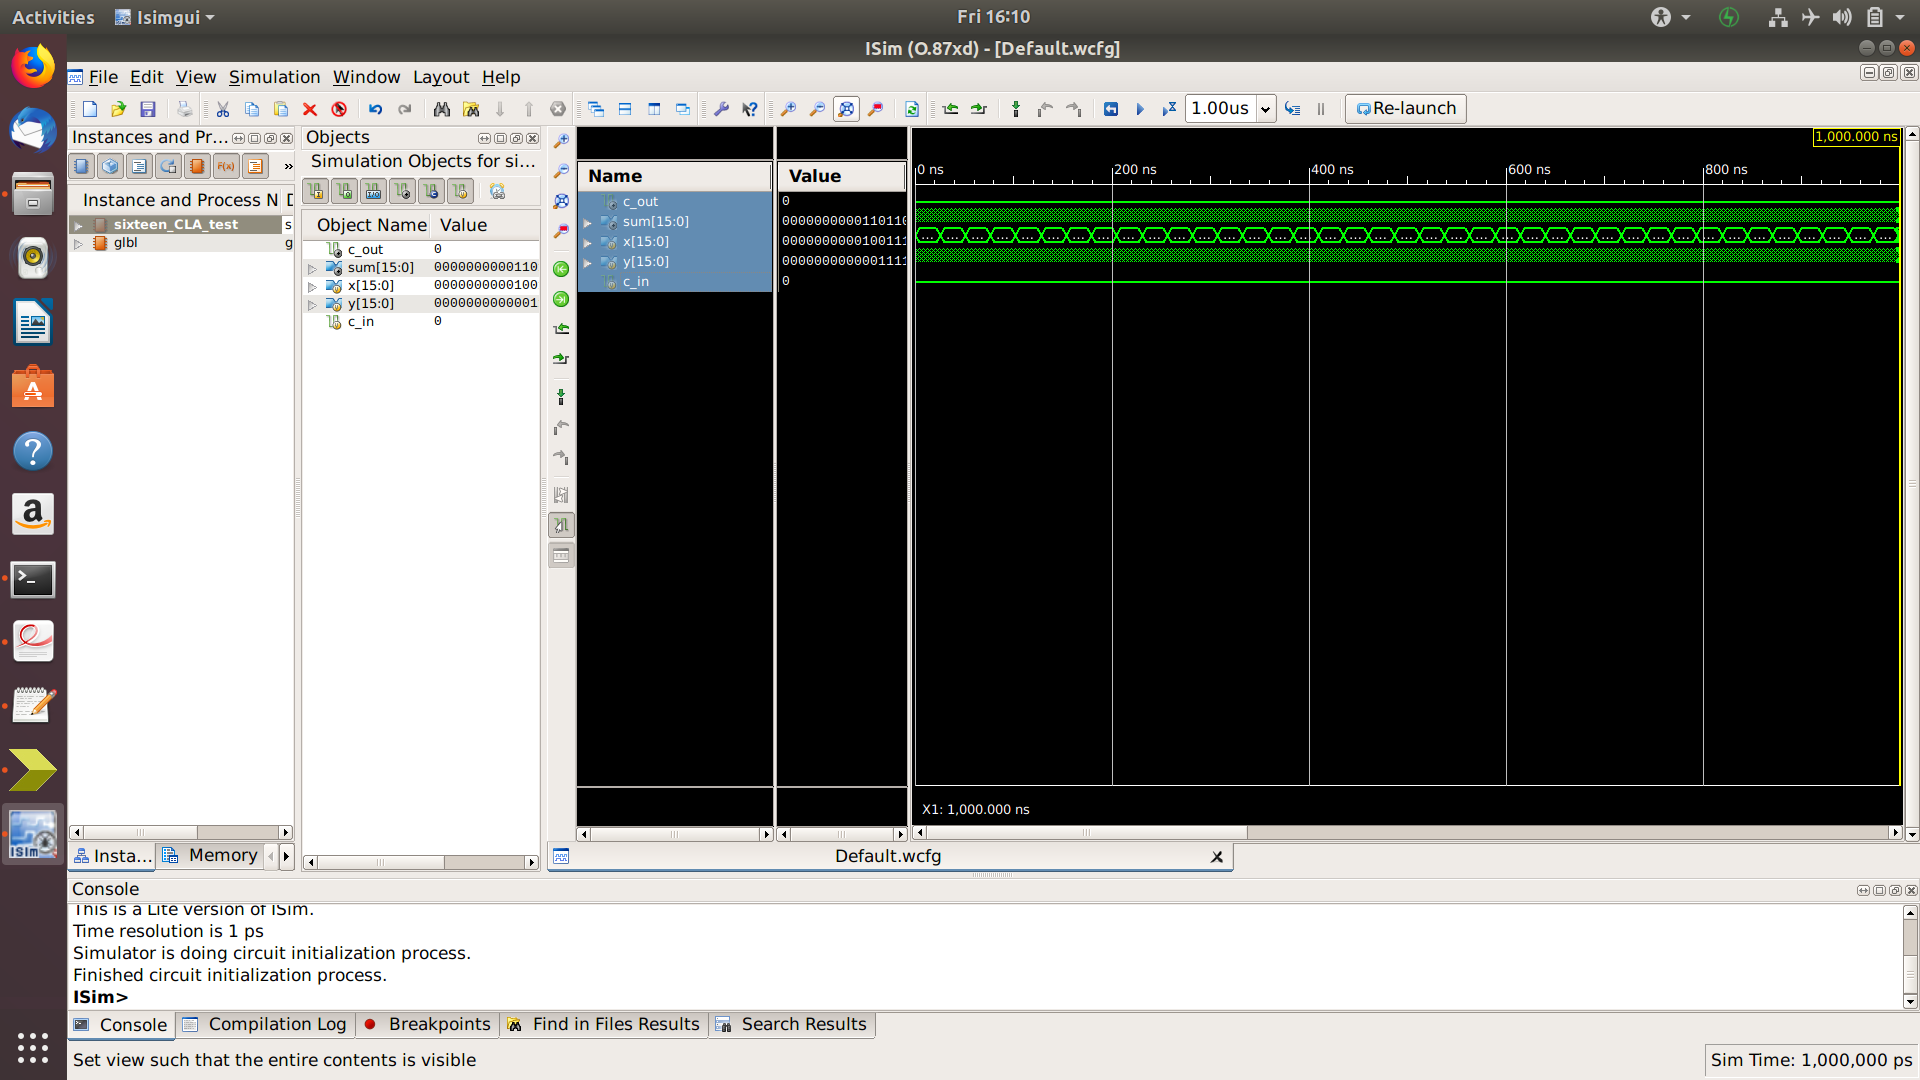 Activities
Isimgui
Fri 16:10
ISim (O.87xd) - [Default.wcfg]
File Edit View Simulation Window Layout Help
1.00us
Re-launch
Instances and Pr...
Objects
Simulation Objects for si...
F(x)
»
Instance and Process N
sixteen_CLA_test s
glbl g
Object Name Value
c_out 0
sum[15:0] 0000000000110
x[15:0] 0000000000100
y[15:0] 0000000000001
c_in 0
Name Value
c_out 0
sum[15:0] 0000000000110110
x[15:0] 0000000000100111
y[15:0] 0000000000001111
c_in 0
1,000.000 ns
0 ns 200 ns 400 ns 600 ns 800 ns
X1: 1,000.000 ns
Insta... Memory
Default.wcfg
Console
This is a Lite version of ISim.
Time resolution is 1 ps
Simulator is doing circuit initialization process.
Finished circuit initialization process.
ISim>
Console Compilation Log Breakpoints Find in Files Results Search Results
Set view such that the entire contents is visible
Sim Time: 1,000,000 ps
ISim